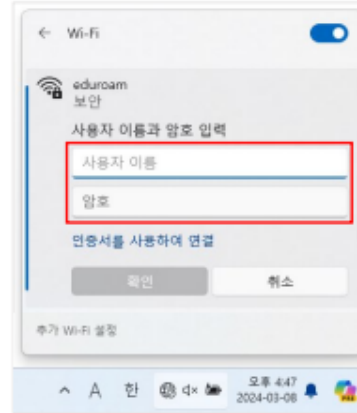 ← Wi-Fi
eduroam
보안
사용자 이름과 암호 입력
사용자 이름
암호
인증서를 사용하여 연결
확인
취소
추가 Wi-Fi 설정
A 한 오후 4:47
2024-03-08
PRE